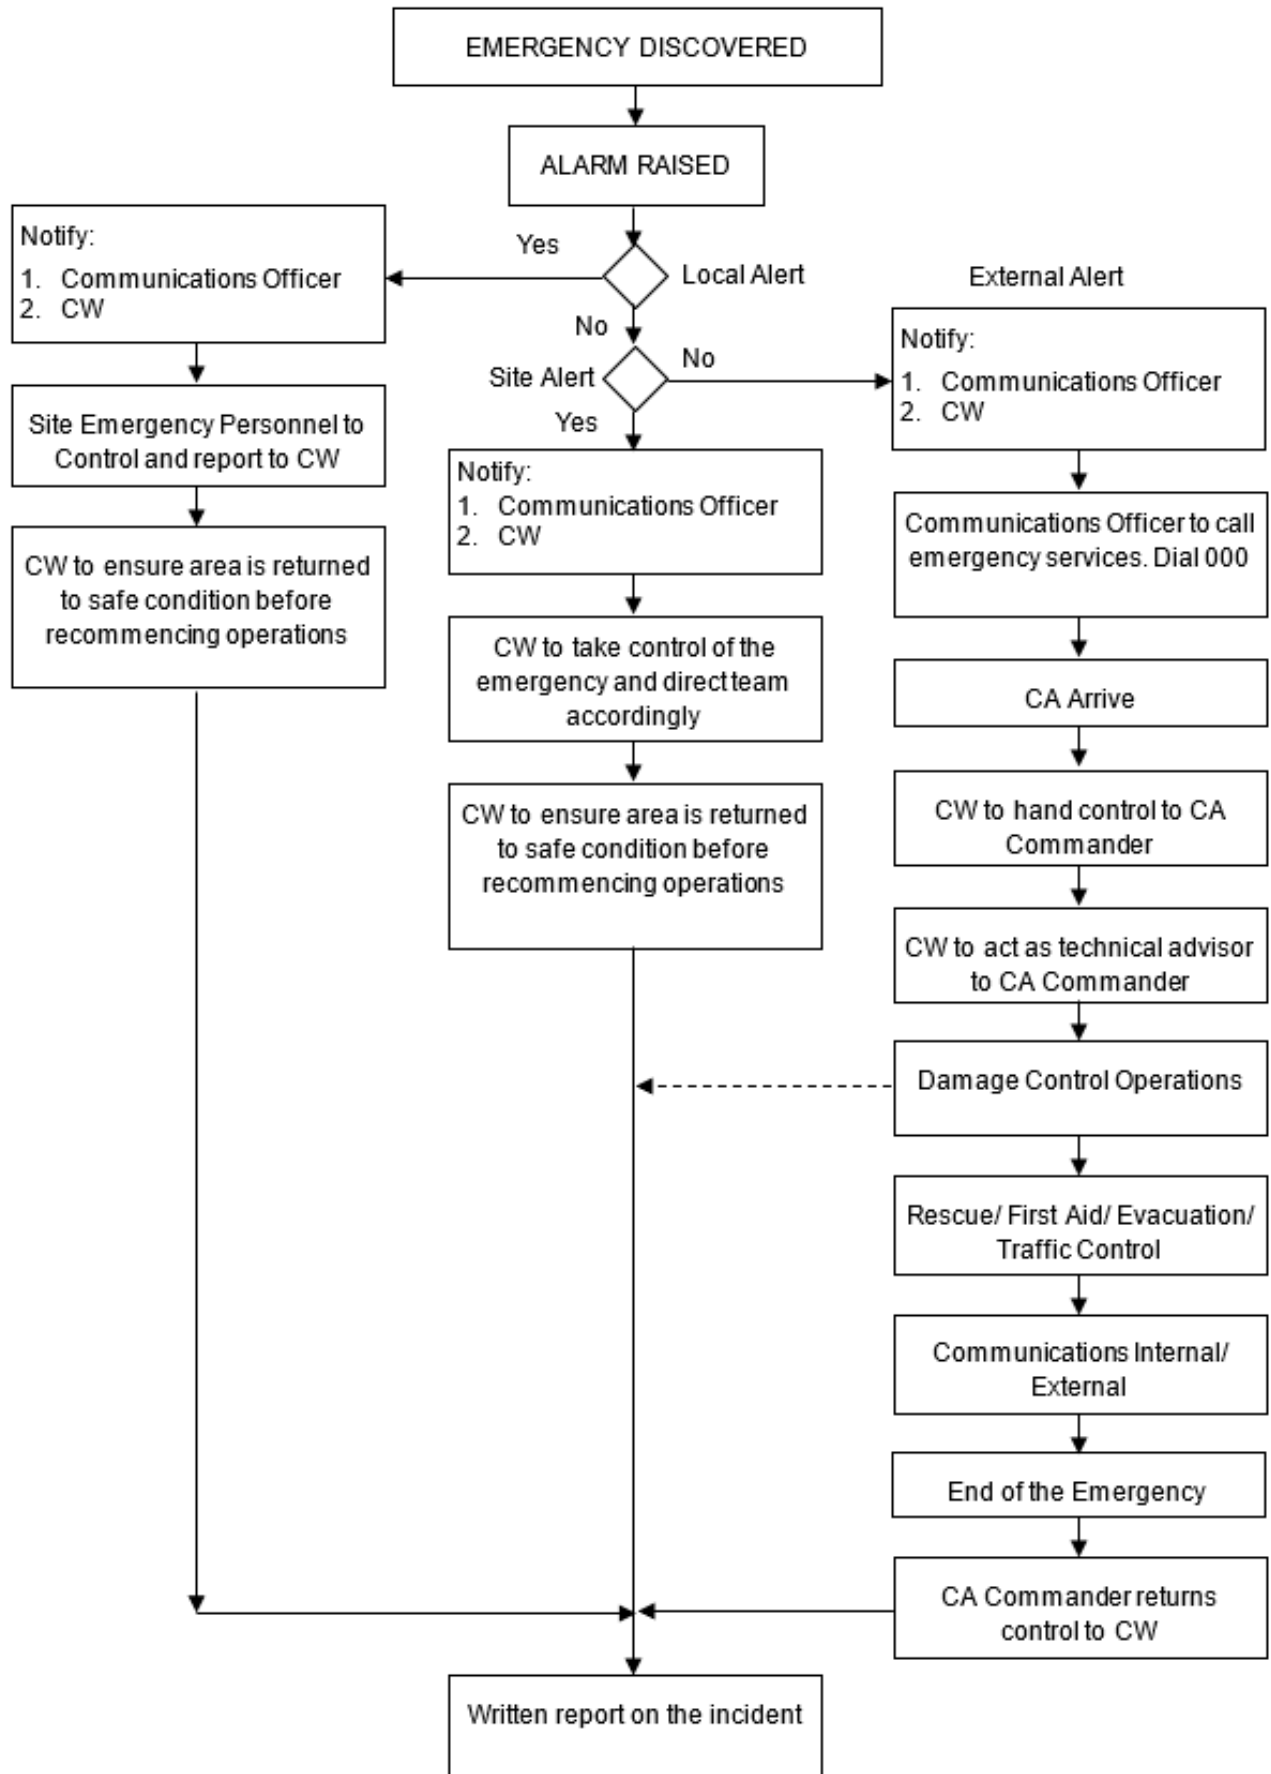 EMERGENCY DISCOVERED
ALARM RAISED
Yes
Local Alert
No
Site Alert
No
Yes
External Alert
Notify:
1. Communications Officer
2. CW
Site Emergency Personnel to
Control and report to CW
CW to ensure area is returned
to safe condition before
recommencing operations
Notify:
1. Communications Officer
2. CW
CW to take control of the
emergency and direct team
accordingly
CW to ensure area is returned
to safe condition before
recommencing operations
Notify:
1. Communications Officer
2. CW
Communications Officer to call
emergency services. Dial 000
CA Arrive
CW to hand control to CA
Commander
CW to act as technical advisor
to CA Commander
Damage Control Operations
Rescue/ First Aid/ Evacuation/
Traffic Control
Communications Internal/
External
End of the Emergency
CA Commander returns
control to CW
Written report on the incident